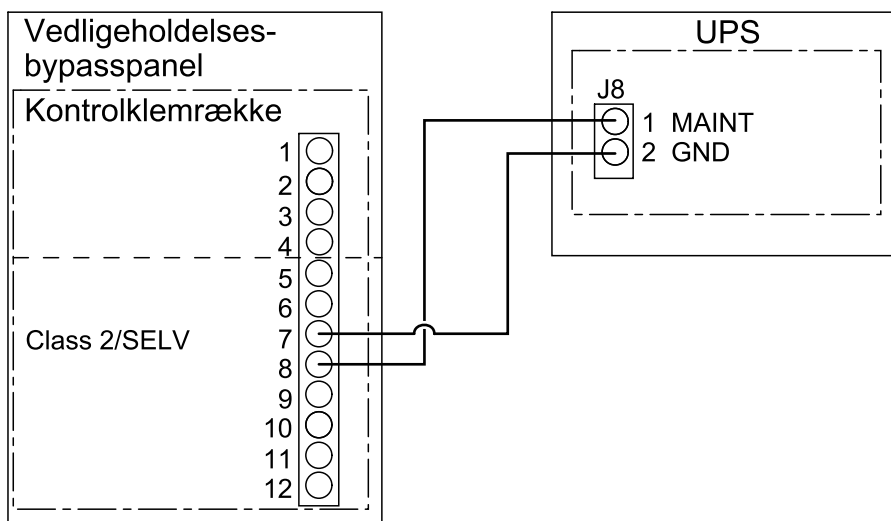 Vedligeholdelses-
bypasspanel
Kontrolklemrække
1
2
3
4
5
6
7
8
9
10
11
12
Class 2/SELV
UPS
J8
1 MAINT
2 GND